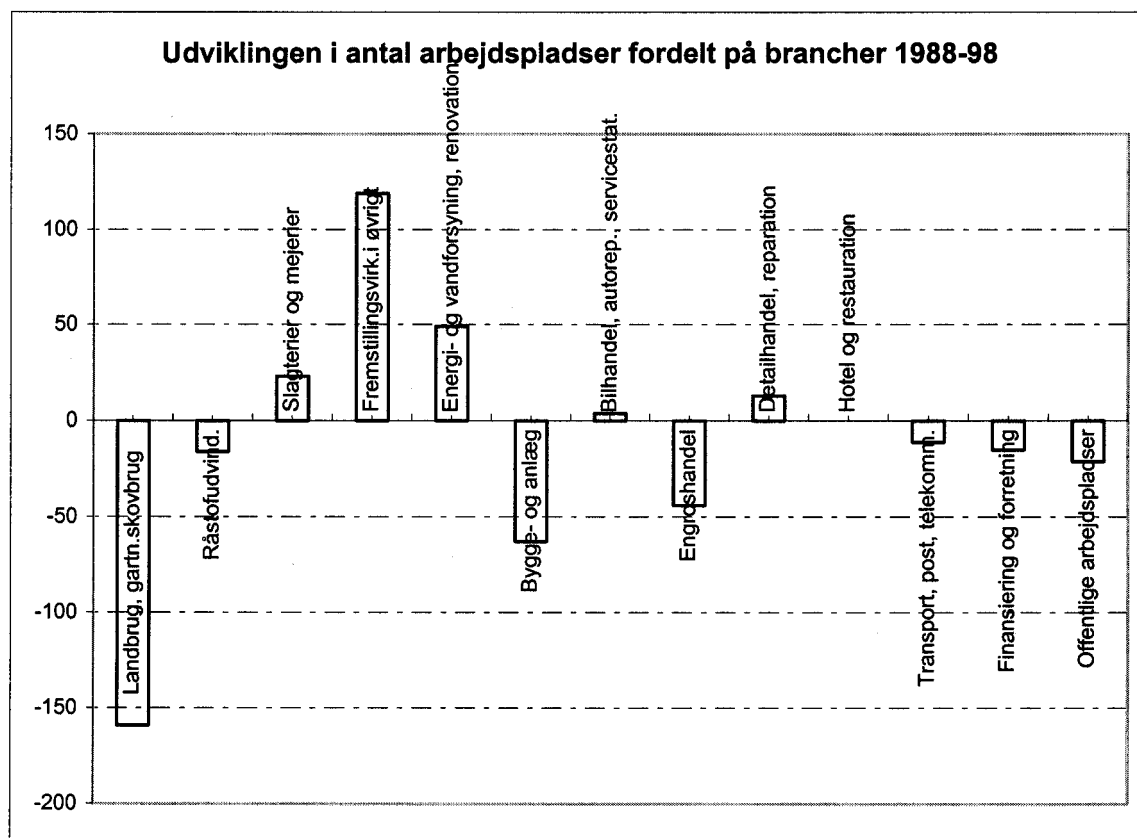 Udviklingen i antal arbejdspladser fordelt på brancher 1988-98
150
100
50
0
-50
-100
-150
-200
Landbrug, gartn.skovbrug
Råstofudvind.
Slagterier og mejerier
Fremstillingsvirk.i øvrigt
Energi- og vandforsyning, renovation
Bygge- og anlæg
Bilhandel, autorep., servicestat.
Engroshandel
Detailhandel, reparation
Hotel og restauration
Transport, post, telekomm.
Finansiering og forretning
Offentlige arbejdspladser